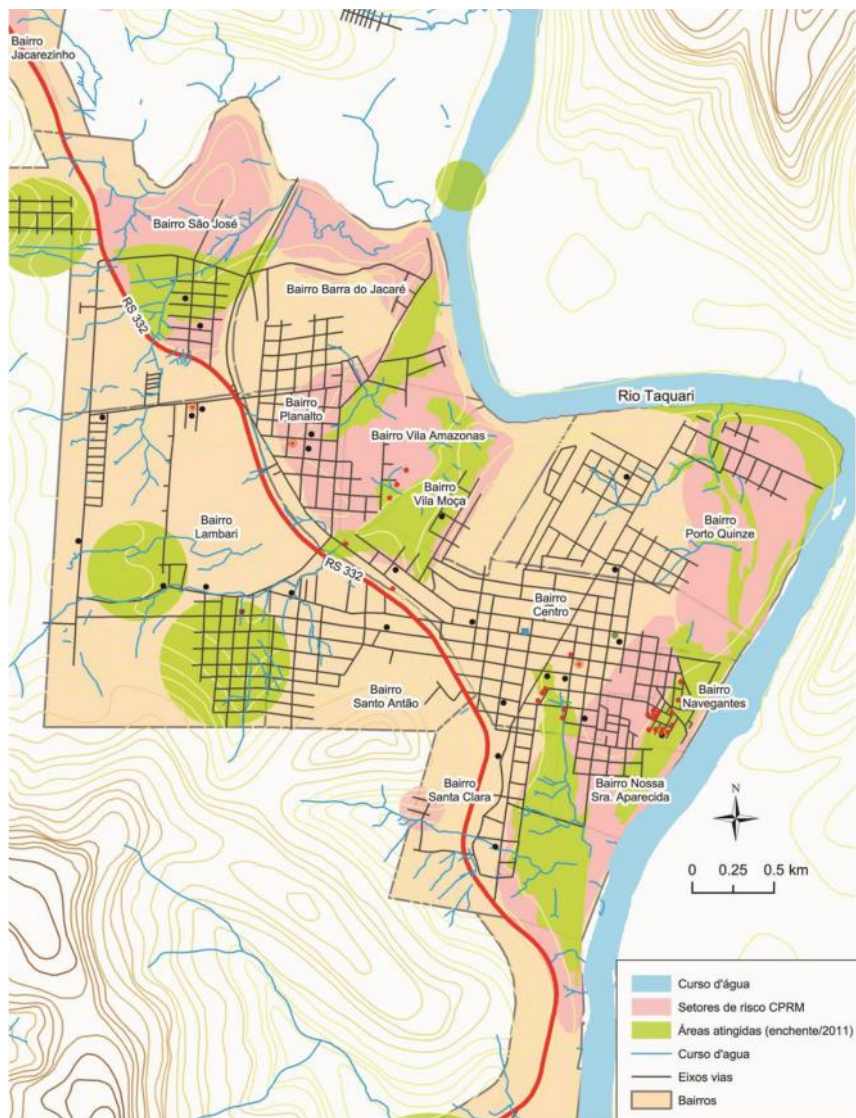 Bairro
Jacarezinho
Bairro São José
RS 332
Bairro Barra do Jacaré
Bairro
Planalto
Rio Taquari
Bairro Vila Amazonas
Bairro
Vila Moça
Bairro
Lambari
Bairro
Porto Quinze
RS 332
Bairro
Centro
Bairro
Santo Antão
Bairro
Navegantes
Bairro
Santa Clara
Bairro Nossa
Sra. Aparecida
N
0 0.25 0.5 km
Curso d'água
Setores de risco CPRM
Áreas atingidas (enchente/2011)
Curso d'agua
Eixos vias
Bairros